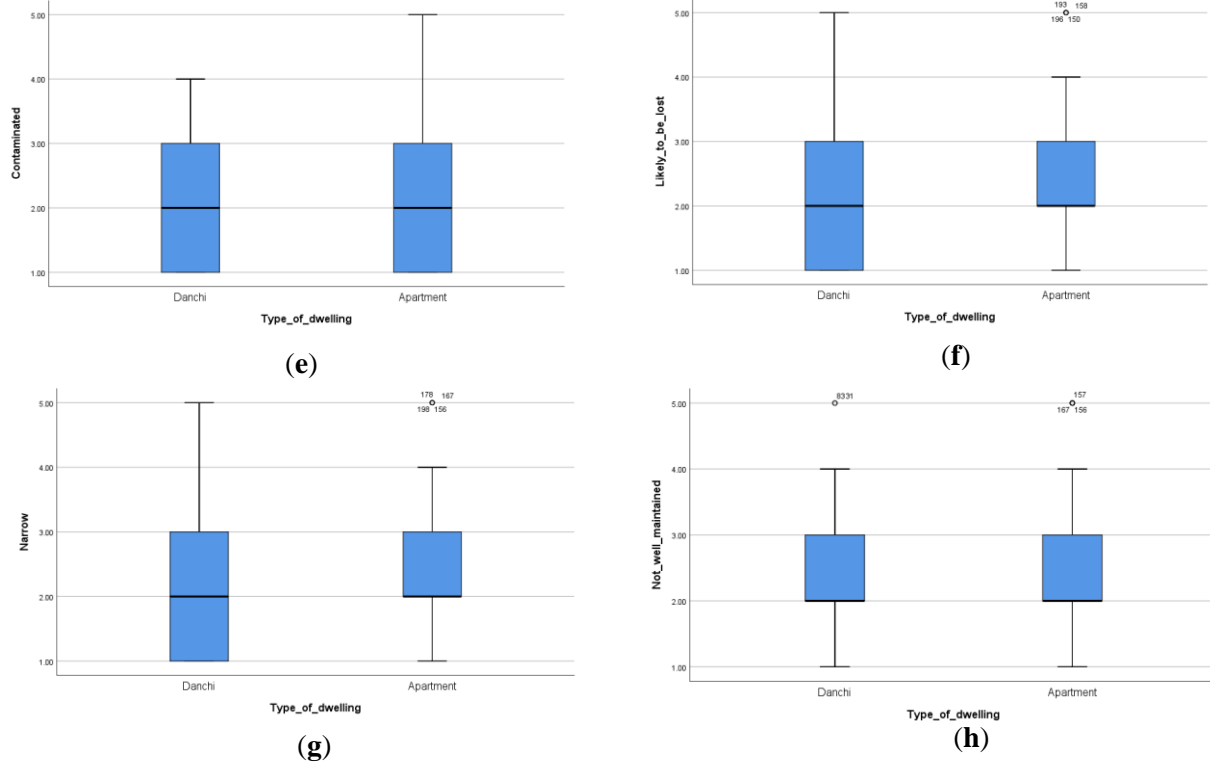 5.00
4.00
3.00
2.00
1.00
Contaminated
Danchi
Apartment
Type_of_dwelling
(e)
5.00
4.00
3.00
2.00
1.00
Likely_to_be_lost
193 158
196 150
Danchi
Apartment
Type_of_dwelling
(f)
5.00
4.00
3.00
2.00
1.00
Narrow
178 167
198 156
Danchi
Apartment
Type_of_dwelling
(g)
5.00
4.00
3.00
2.00
1.00
Not_well_maintained
8331
157
167 156
Danchi
Apartment
Type_of_dwelling
(h)